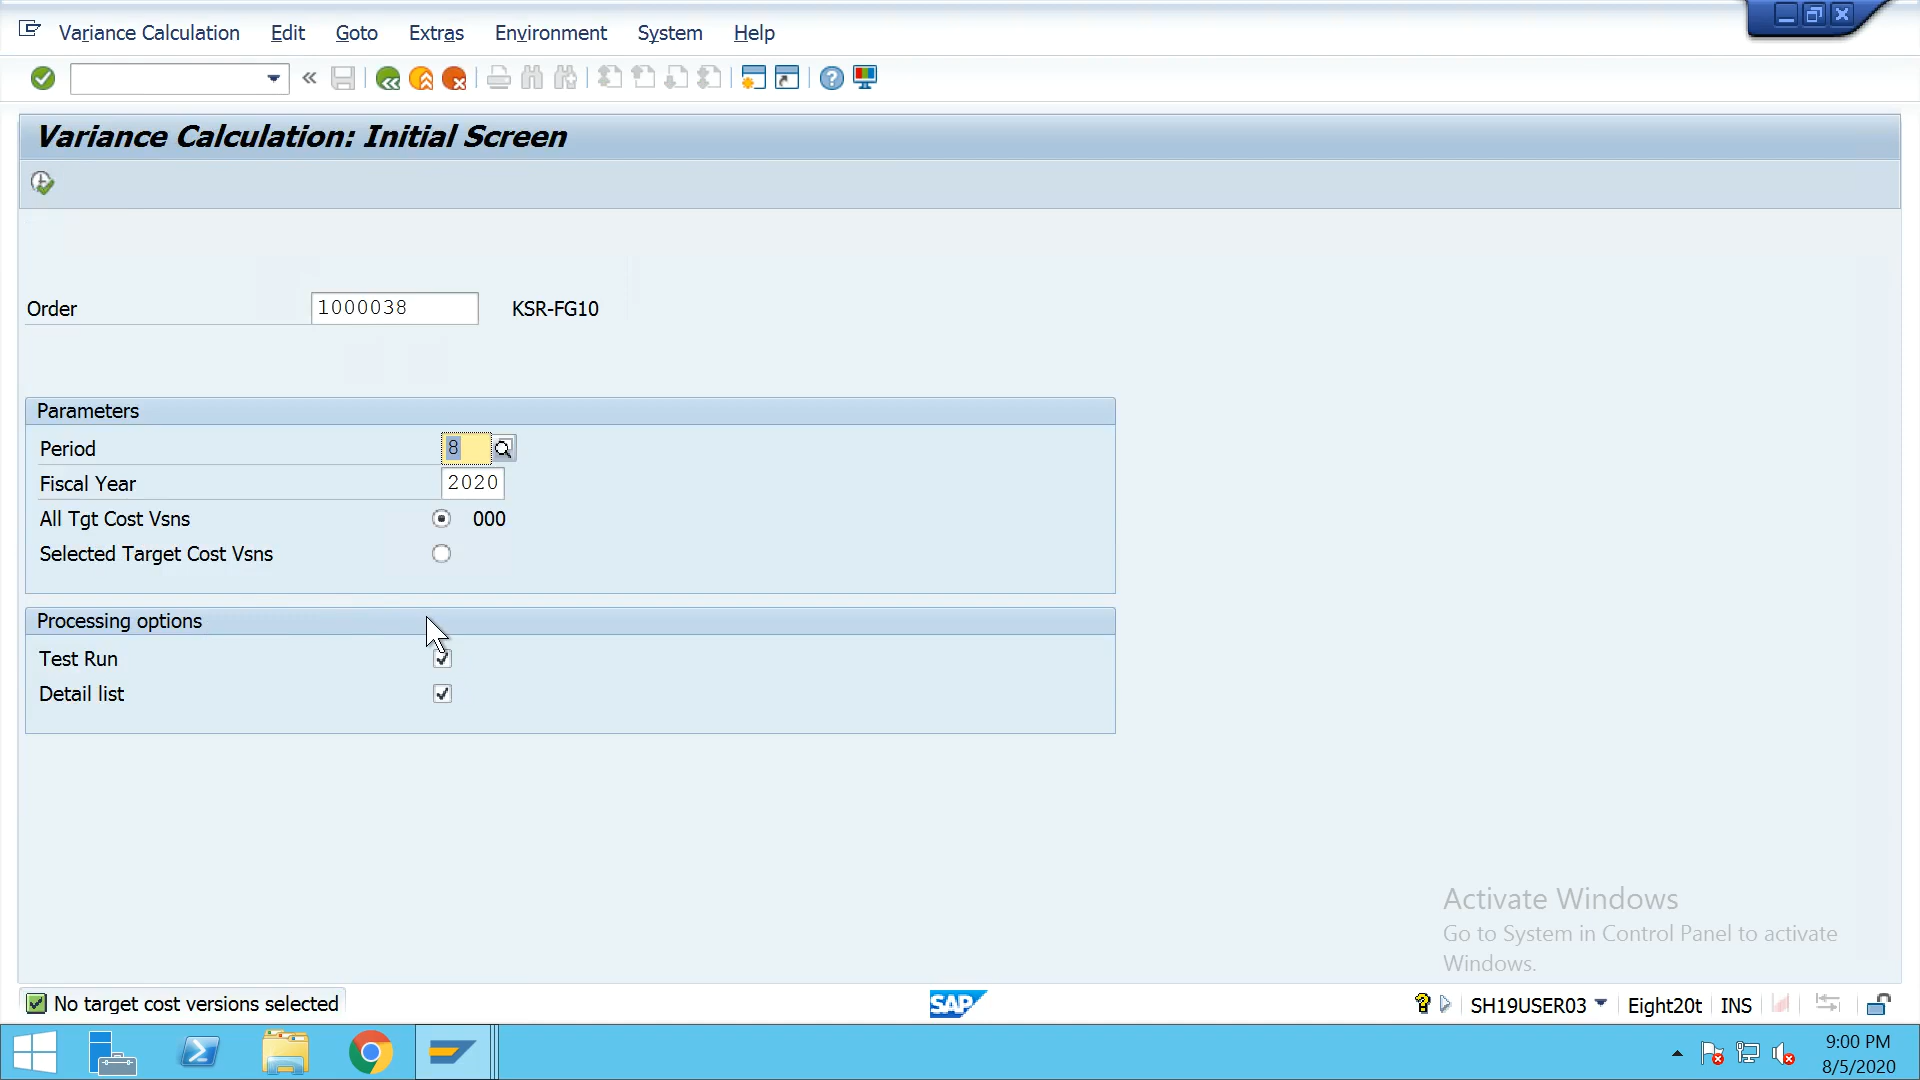 Variance Calculation Edit Goto Extras Environment System Help
Variance Calculation: Initial Screen
Order 1000038 KSR-FG10
Parameters
Period 8
Fiscal Year 2020
All Tgt Cost Vsns 000
Selected Target Cost Vsns
Processing options
Test Run
Detail list
Activate Windows
Go to System in Control Panel to activate
Windows.
No target cost versions selected SAP SH19USER03 Eight20t INS
9:00 PM
8/5/2020